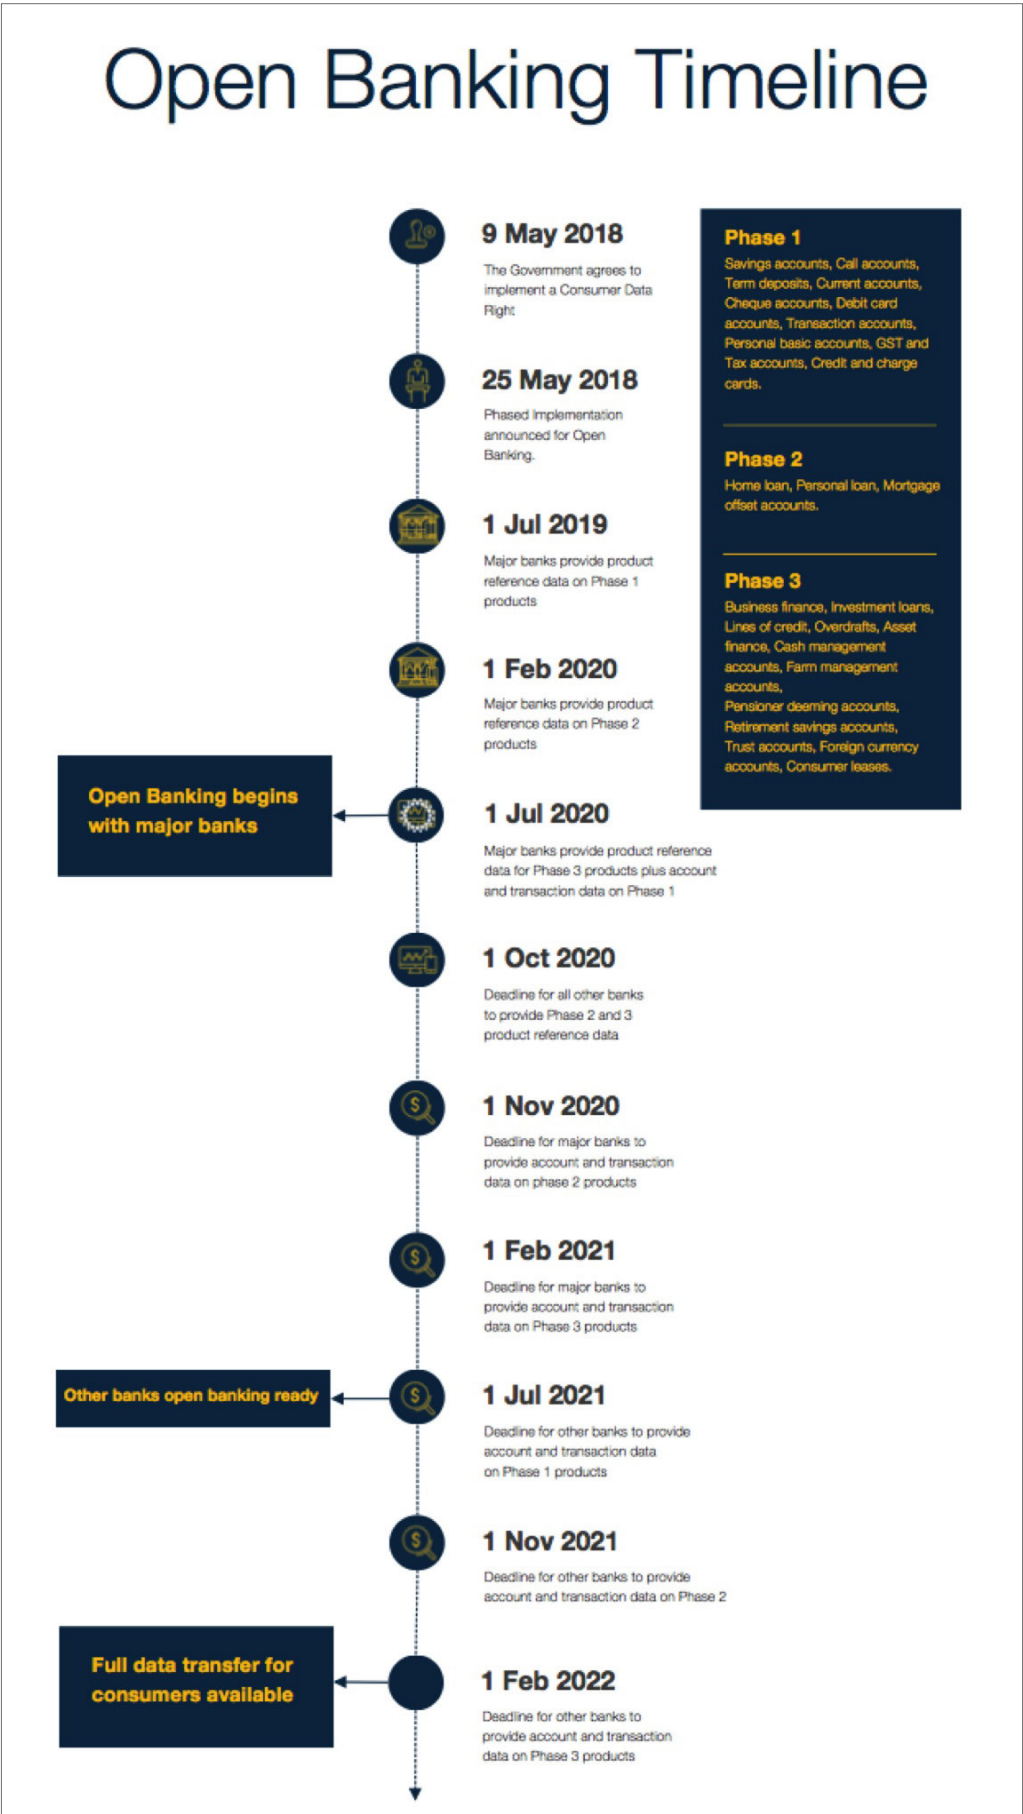 Open Banking Timeline
9 May 2018
The Government agrees to
implement a Consumer Data
Right
25 May 2018
Phased Implementation
announced for Open
Banking.
1 Jul 2019
Major banks provide product
reference data on Phase 1
products
1 Feb 2020
Major banks provide product
reference data on Phase 2
products
Open Banking begins
with major banks
1 Jul 2020
Major banks provide product reference
data for Phase 3 products plus account
and transaction data on Phase 1
1 Oct 2020
Deadline for all other banks
to provide Phase 2 and 3
product reference data
1 Nov 2020
Deadline for major banks to
provide account and transaction
data on phase 2 products
1 Feb 2021
Deadline for major banks to
provide account and transaction
data on Phase 3 products
Other banks open banking ready
1 Jul 2021
Deadline for other banks to provide
account and transaction data
on Phase 1 products
1 Nov 2021
Deadline for other banks to provide
account and transaction data on Phase 2
Full data transfer for
consumers available
1 Feb 2022
Deadline for other banks to
provide account and transaction
data on Phase 3 products
Phase 1
Savings accounts, Call accounts,
Term deposits, Current accounts,
Cheque accounts, Debit card
accounts, Transaction accounts,
Personal basic accounts, GST and
Tax accounts, Credit and charge
cards.
Phase 2
Home loan, Personal loan, Mortgage
offset accounts.
Phase 3
Business finance, Investment loans,
Lines of credit, Overdrafts, Asset
finance, Cash management
accounts, Farm management
accounts,
Pensioner deeming accounts,
Retirement savings accounts,
Trust accounts, Foreign currency
accounts, Consumer leases.